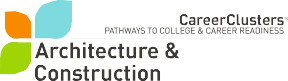 CareerClusters®
PATHWAYS TO COLLEGE & CAREER READINESS
Architecture &
Construction